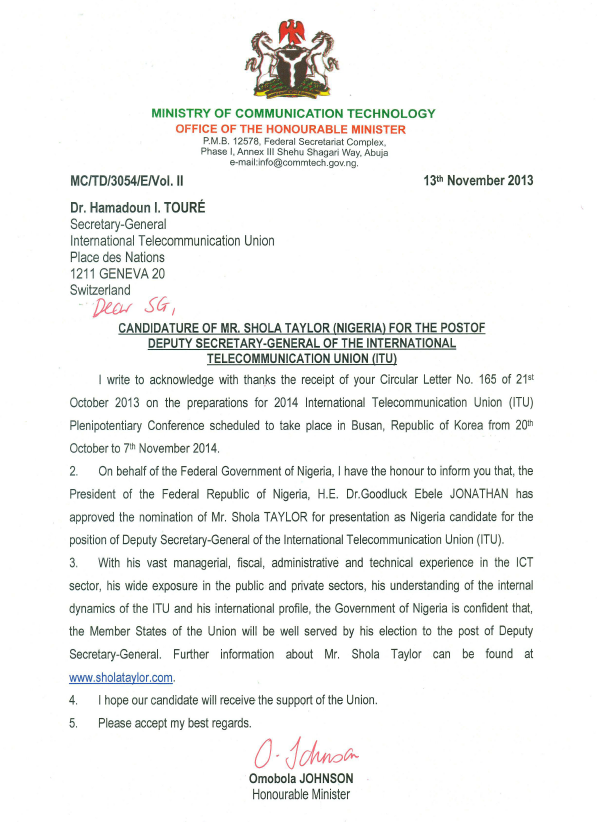 MINISTRY OF COMMUNICATION TECHNOLOGY
OFFICE OF THE HONOURABLE MINISTER
P.M.B. 12578, Federal Secretariat Complex,
Phase I, Annex III Shehu Shagari Way, Abuja
e-mail:info@commtech.gov.ng.
MC/TD/3054/E/Vol. II 13th November 2013
Dr. Hamadoun I. TOURÉ
Secretary-General
International Telecommunication Union
Place des Nations
1211 GENEVA 20
Switzerland
Dear SG,
CANDIDATURE OF MR. SHOLA TAYLOR (NIGERIA) FOR THE POSTOF
DEPUTY SECRETARY-GENERAL OF THE INTERNATIONAL
TELECOMMUNICATION UNION (ITU)
I write to acknowledge with thanks the receipt of your Circular Letter No. 165 of 21st
October 2013 on the preparations for 2014 International Telecommunication Union (ITU)
Plenipotentiary Conference scheduled to take place in Busan, Republic of Korea from 20th
October to 7th November 2014.
2. On behalf of the Federal Government of Nigeria, I have the honour to inform you that, the
President of the Federal Republic of Nigeria, H.E. Dr.Goodluck Ebele JONATHAN has
approved the nomination of Mr. Shola TAYLOR for presentation as Nigeria candidate for the
position of Deputy Secretary-General of the International Telecommunication Union (ITU).
3. With his vast managerial, fiscal, administrative and technical experience in the ICT
sector, his wide exposure in the public and private sectors, his understanding of the internal
dynamics of the ITU and his international profile, the Government of Nigeria is confident that,
the Member States of the Union will be well served by his election to the post of Deputy
Secretary-General. Further information about Mr. Shola Taylor can be found at
www.sholataylor.com.
4. I hope our candidate will receive the support of the Union.
5. Please accept my best regards.
O. Johnson
Omobola JOHNSON
Honourable Minister